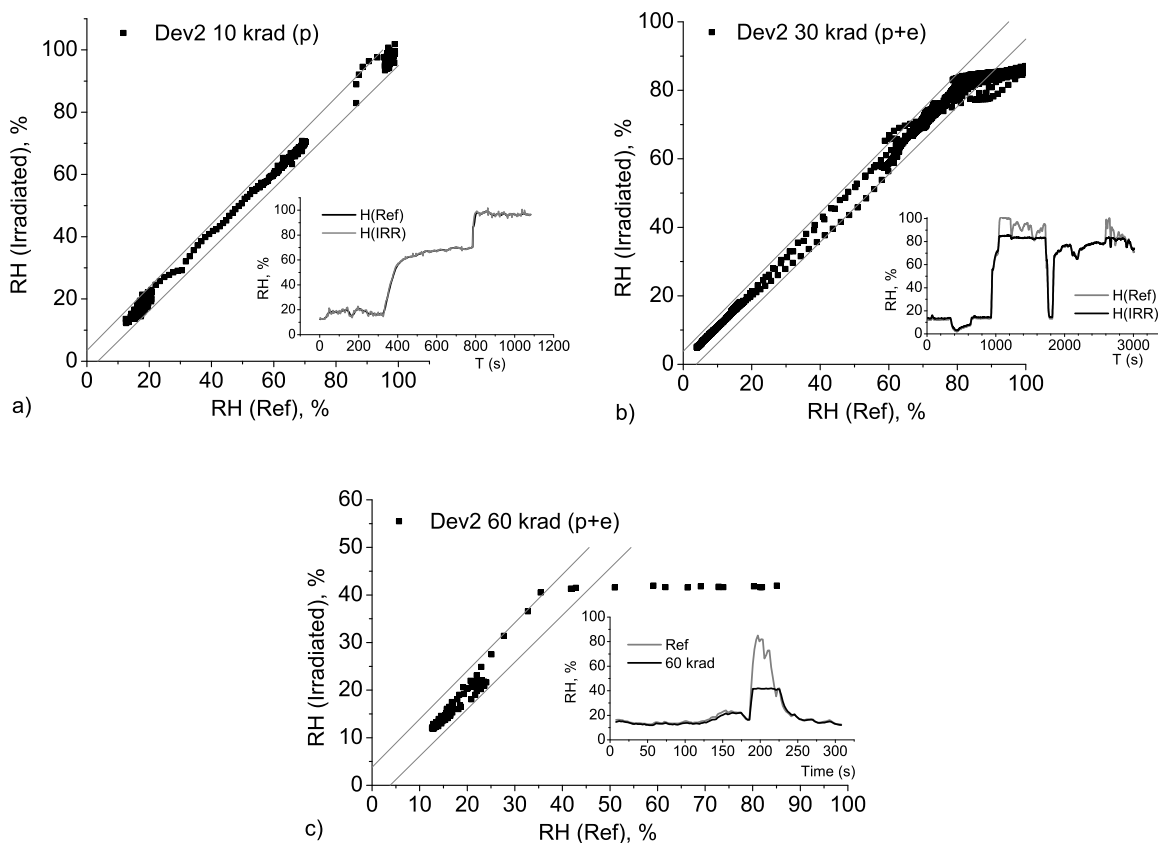 Dev2 10 krad (p)
100
80
60
40
20
0
0 20 40 60 80 100
RH (Irradiated), %
RH (Ref), %
a)
H(Ref)
H(IRR)
RH, %
100
80
60
40
20
0
0 200 400 600 800 1000 1200
T (s)
Dev2 30 krad (p+e)
100
80
60
40
20
0
0 20 40 60 80 100
RH (Irradiated), %
RH (Ref), %
b)
RH, %
100
80
60
40
20
0
0 1000 2000 3000
T (s)
H(Ref)
H(IRR)
Dev2 60 krad (p+e)
60
50
40
30
20
10
0
0 10 20 30 40 50 60 70 80 90 100
RH (Irradiated), %
RH (Ref), %
c)
Ref
60 krad
RH, %
100
80
60
40
20
0
0 50 100 150 200 250 300
Time (s)